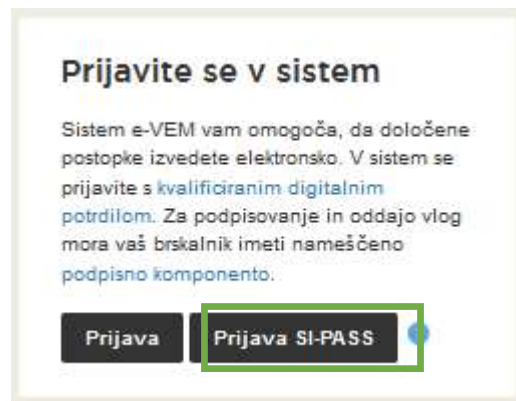 Prijavite se v sistem
Sistem e-VEM vam omogoča, da določene
postopke izvedete elektronsko. V sistem se
prijavite s kvalificiranim digitalnim
potrdilom. Za podpisovanje in oddajo vlog
mora vaš brskalnik imeti nameščeno
podpisno komponento.
Prijava Prijava SI-PASS